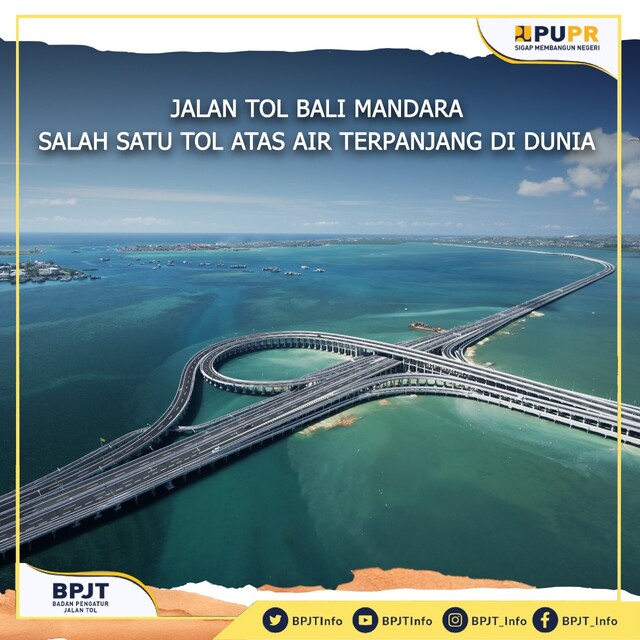 PUPR
SIGAP MEMBANGUN NEGERI
JALAN TOL BALI MANDARA
SALAH SATU TOL ATAS AIR TERPANJANG DI DUNIA
BPJT
BADAN PENGATUR
JALAN TOL
BPJTInfo
BPJTInfo
BPJT_Info
BPJT_Info